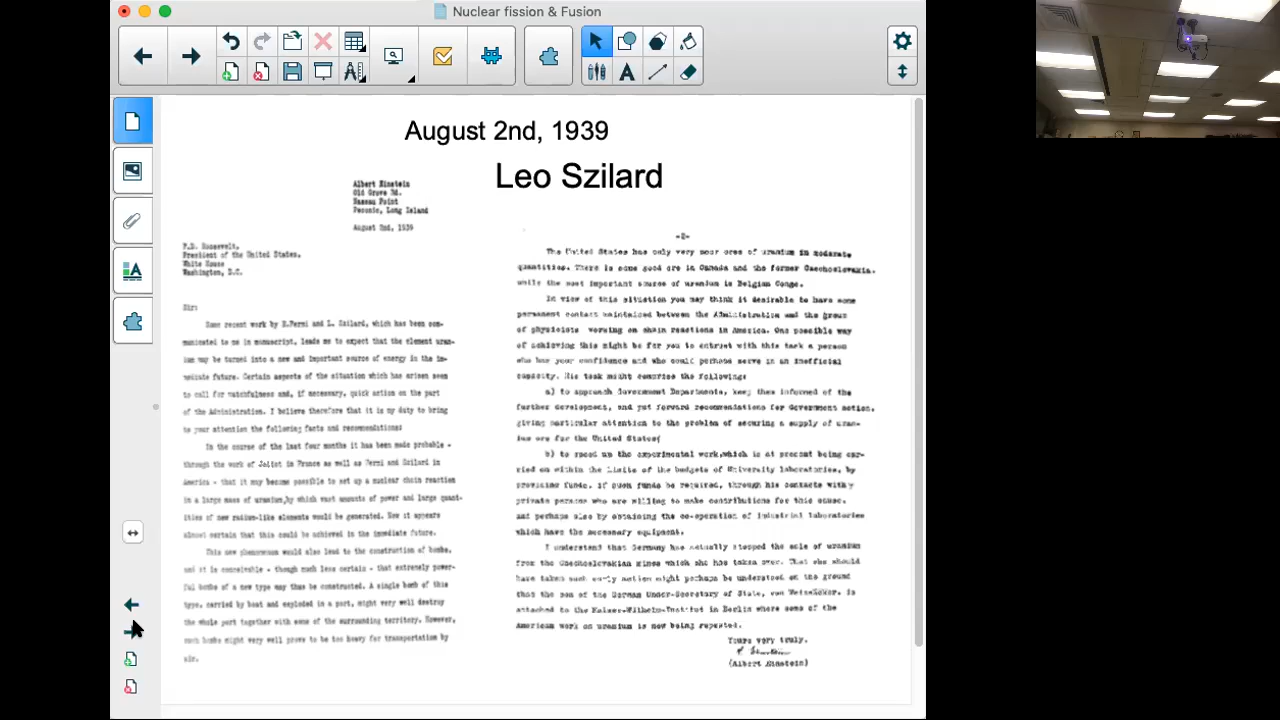 Nuclear fission & Fusion
August 2nd, 1939
Leo Szilard
Albert Einstein
Old Grove Rd.
Nassau Point
Peconic, Long Island
August 2nd, 1939
F.D. Roosevelt,
President of the United States,
White House
Washington, D.C.
Sir:
Some recent work by E.Fermi and L. Szilard, which has been com-
municated to me in manuscript, leads me to expect that the element uran-
ium may be turned into a new and important source of energy in the im-
mediate future. Certain aspects of the situation which has arisen seem
to call for watchfulness and, if necessary, quick action on the part
of the Administration. I believe therefore that it is my duty to bring
to your attention the following facts and recommendations:
In the course of the last four months it has been made probable -
through the work of Joliot in France as well as Fermi and Szilard in
America - that it may become possible to set up a nuclear chain reaction
in a large mass of uranium,by which vast amounts of power and large quant-
ities of new radium-like elements would be generated. Now it appears
almost certain that this could be achieved in the immediate future.
This new phenomenon would also lead to the construction of bombs,
and it is conceivable - though much less certain - that extremely power-
ful bombs of a new type may thus be constructed. A single bomb of this
type, carried by boat and exploded in a port, might very well destroy
the whole port together with some of the surrounding territory. However,
such bombs might very well prove to be too heavy for transportation by
air.
-2-
The United States has only very poor ores of uranium in moderate
quantities. There is some good ore in Canada and the former Czechoslovakia,
while the most important source of uranium is Belgian Congo.
In view of this situation you may think it desirable to have some
permanent contact maintained between the Administration and the group
of physicists working on chain reactions in America. One possible way
of achieving this might be for you to entrust with this task a person
who has your confidence and who could perhaps serve in an inofficial
capacity. His task might comprise the following:
a) to approach Government Departments, keep them informed of the
further development, and put forward recommendations for Government action,
giving particular attention to the problem of securing a supply of uran-
ium ore for the United States;
b) to speed up the experimental work,which is at present being car-
ried on within the limits of the budgets of University laboratories, by
providing funds, if such funds be required, through his contacts with
private persons who are willing to make contributions for this cause,
and perhaps also by obtaining the co-operation of industrial laboratories
which have the necessary equipment.
I understand that Germany has actually stopped the sale of uranium
from the Czechoslovakian mines which she has taken over. That she should
have taken such early action might perhaps be understood on the ground
that the son of the German Under-Secretary of State, von Weizsäcker, is
attached to the Kaiser-Wilhelm-Institut in Berlin where some of the
American work on uranium is now being repeated.
Yours very truly,
(Albert Einstein)